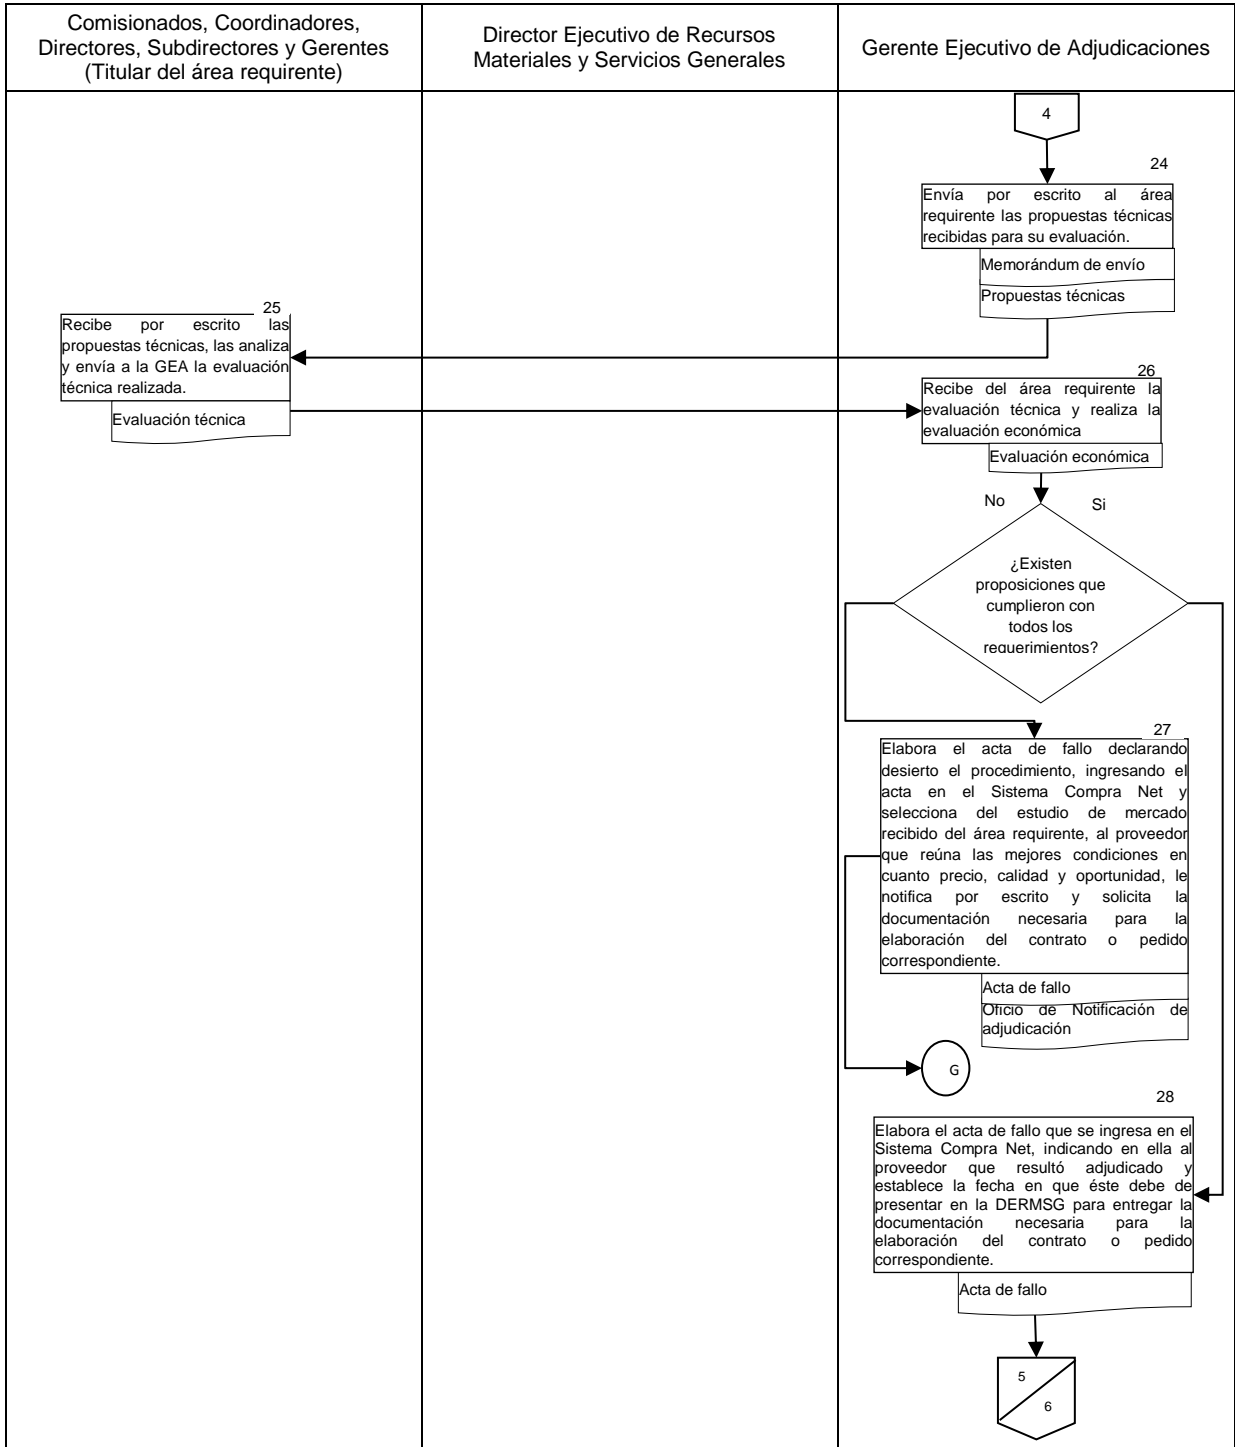 Comisionados, Coordinadores,
Directores, Subdirectores y Gerentes
(Titular del área requirente)
Director Ejecutivo de Recursos
Materiales y Servicios Generales
Gerente Ejecutivo de Adjudicaciones
4
24
Envía por escrito al área
requirente las propuestas técnicas
recibidas para su evaluación.
Memorándum de envío
Propuestas técnicas
25
Recibe por escrito las
propuestas técnicas, las analiza
y envía a la GEA la evaluación
técnica realizada.
Evaluación técnica
26
Recibe del área requirente la
evaluación técnica y realiza la
evaluación económica
Evaluación económica
No
Si
¿Existen
proposiciones que
cumplieron con
todos los
requerimientos?
27
Elabora el acta de fallo declarando
desierto el procedimiento, ingresando el
acta en el Sistema Compra Net y
selecciona del estudio de mercado
recibido del área requirente, al proveedor
que reúna las mejores condiciones en
cuanto precio, calidad y oportunidad, le
notifica por escrito y solicita la
documentación necesaria para la
elaboración del contrato o pedido
correspondiente.
Acta de fallo
Oficio de Notificación de
adjudicación
G
28
Elabora el acta de fallo que se ingresa en el
Sistema Compra Net, indicando en ella al
proveedor que resultó adjudicado y
establece la fecha en que éste debe de
presentar en la DERMSG para entregar la
documentación necesaria para la
elaboración del contrato o pedido
correspondiente.
Acta de fallo
5
6